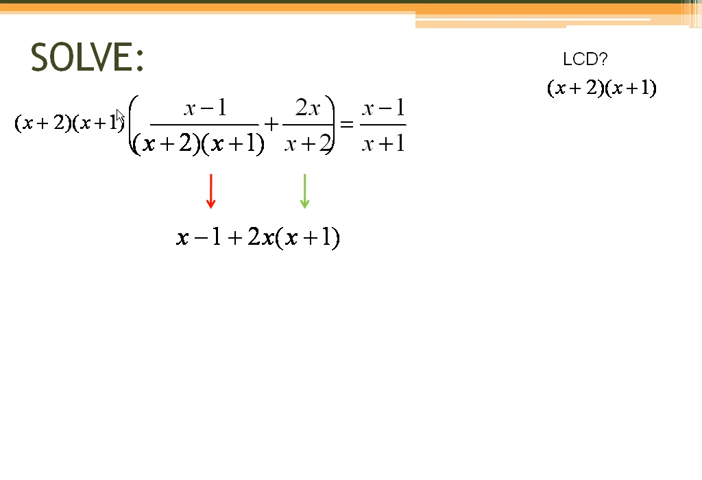 SOLVE:
LCD?
(x + 2)(x + 1)
(x + 2)(x + 1) ( (x − 1)/((x + 2)(x + 1)) + 2x/(x + 2) ) = (x − 1)/(x + 1)
x − 1 + 2x(x + 1)